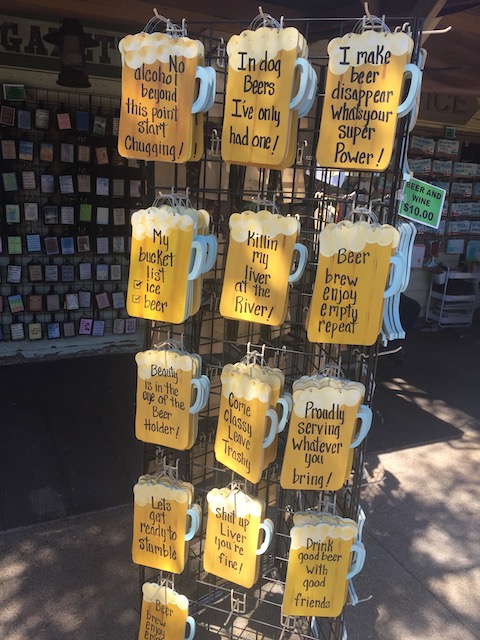 No
alcohol
beyond
this point
start
Chugging!
In dog
Beers
I've only
had one!
I make
beer
disappear
whats your
super
Power!
BEER AND
WINE
$10.00
My
bucket
list
ice
beer
Killin
my
liver
at the
River!
Beer
brew
enjoy
empty
repeat
Beauty
is in the
eye of the
Beer
Holder!
Come
Classy
Leave
Trashy
Proudly
serving
whatever
you
bring!
Lets
get
ready to
stumble
Shut up
Liver
you're
fine!
Drink
good beer
with
good
friends
Beer
brew
enjoy